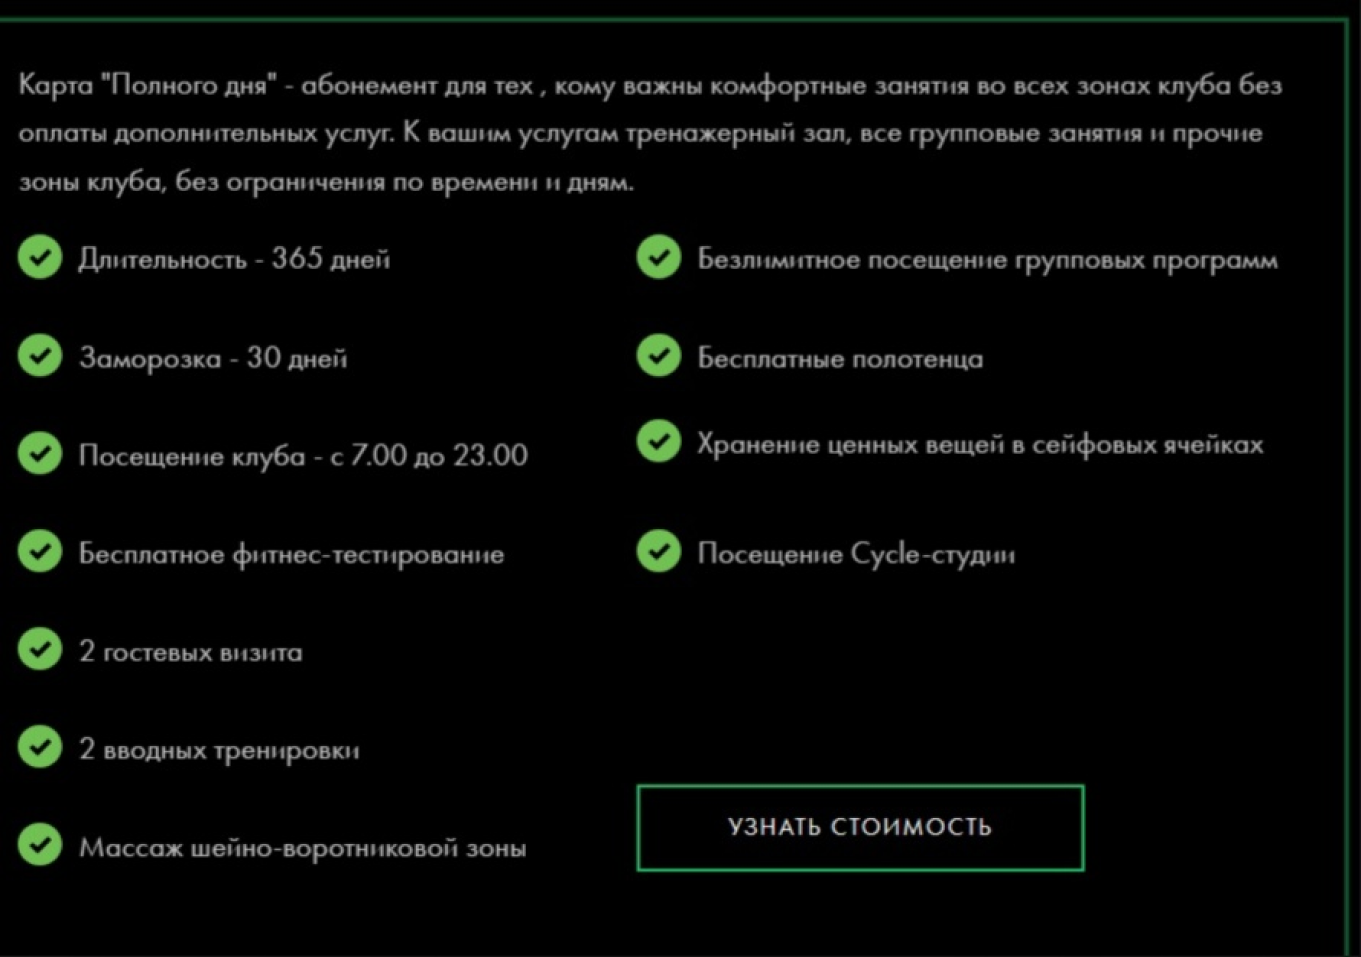 Карта "Полного дня" - абонемент для тех , кому важны комфортные занятия во всех зонах клуба без
оплаты дополнительных услуг. К вашим услугам тренажерный зал, все групповые занятия и прочие
зоны клуба, без ограничения по времени и дням.
Длительность - 365 дней
Заморозка - 30 дней
Посещение клуба - с 7.00 до 23.00
Бесплатное фитнес-тестирование
2 гостевых визита
2 вводных тренировки
Массаж шейно-воротниковой зоны
Безлимитное посещение групповых программ
Бесплатные полотенца
Хранение ценных вещей в сейфовых ячейках
Посещение Cycle-студии
УЗНАТЬ СТОИМОСТЬ